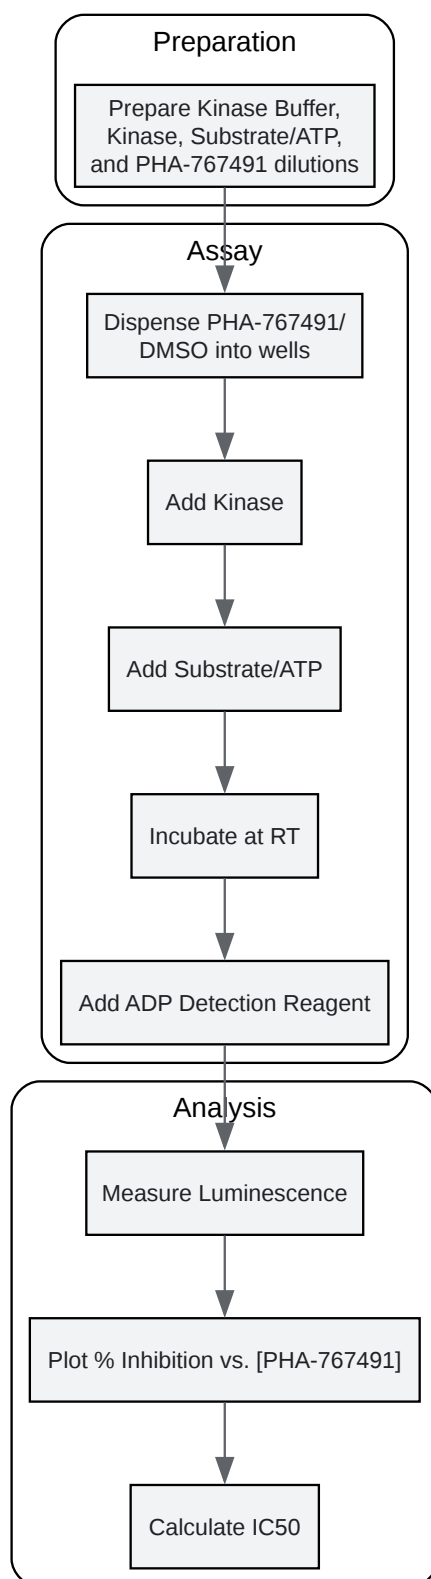 Preparation
Prepare Kinase Buffer,
Kinase, Substrate/ATP,
and PHA-767491 dilutions
Assay
Dispense PHA-767491/
DMSO into wells
Add Kinase
Add Substrate/ATP
Incubate at RT
Add ADP Detection Reagent
Analysis
Measure Luminescence
Plot % Inhibition vs. [PHA-767491]
Calculate IC50